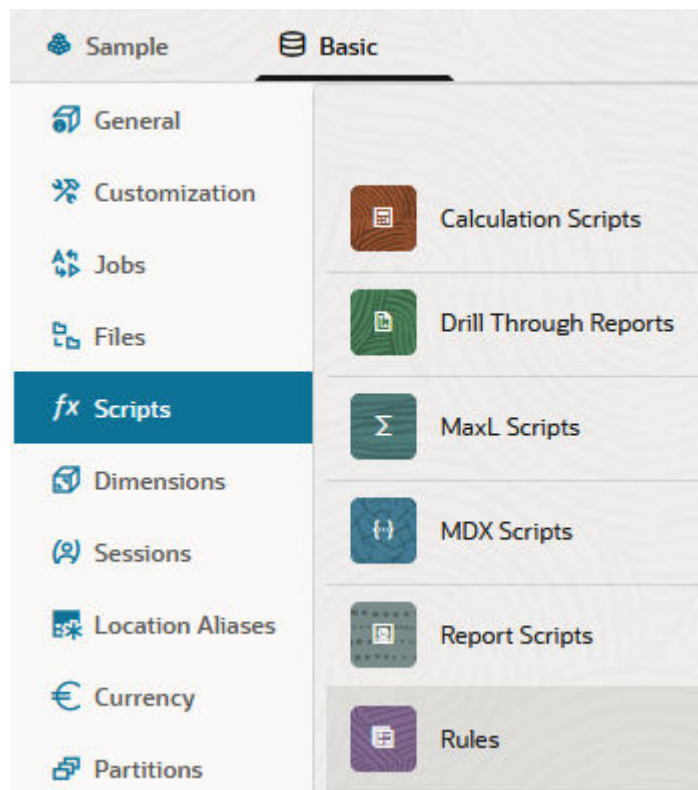 Sample
Basic
General
Customization
Jobs
Files
fx Scripts
Dimensions
Sessions
Location Aliases
Currency
Partitions
Calculation Scripts
Drill Through Reports
MaxL Scripts
MDX Scripts
Report Scripts
Rules